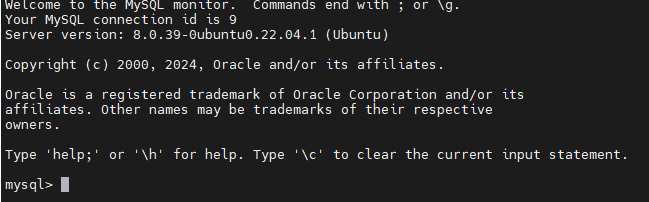 Welcome to the MySQL monitor.  Commands end with ; or \g.
Your MySQL connection id is 9
Server version: 8.0.39-0ubuntu0.22.04.1 (Ubuntu)
Copyright (c) 2000, 2024, Oracle and/or its affiliates.
Oracle is a registered trademark of Oracle Corporation and/or its
affiliates. Other names may be trademarks of their respective
owners.
Type 'help;' or '\h' for help. Type '\c' to clear the current input statement.
mysql>